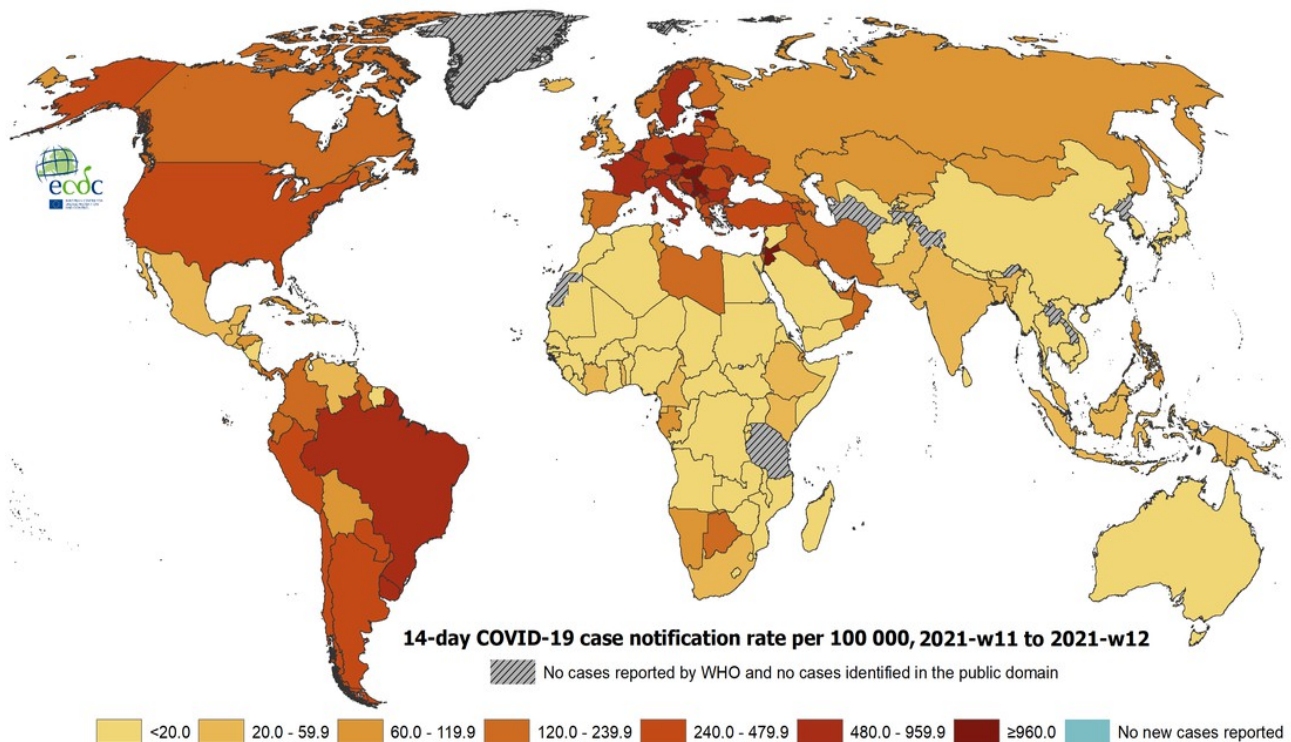 ecdc
14-day COVID-19 case notification rate per 100 000, 2021-w11 to 2021-w12
No cases reported by WHO and no cases identified in the public domain
<20.0 20.0 - 59.9 60.0 - 119.9 120.0 - 239.9 240.0 - 479.9 480.0 - 959.9 ≥960.0 No new cases reported